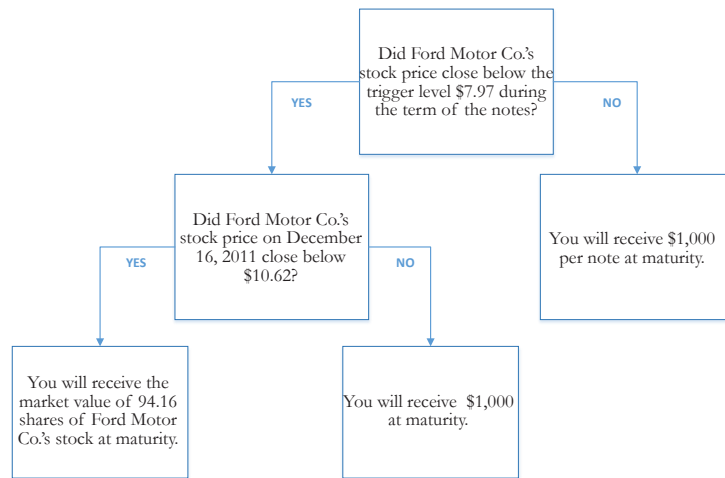 Did Ford Motor Co.'s
stock price close below the
trigger level $7.97 during
the term of the notes?
YES
NO
Did Ford Motor Co.'s
stock price on December
16, 2011 close below
$10.62?
You will receive $1,000
per note at maturity.
YES
NO
You will receive the
market value of 94.16
shares of Ford Motor
Co.'s stock at maturity.
You will receive $1,000
at maturity.